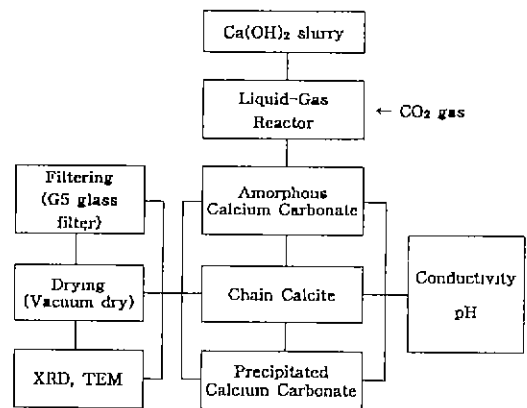 Ca(OH)₂ slurry
Liquid-Gas
Reactor
← CO₂ gas
Filtering
(G5 glass
filter)
Amorphous
Calcium Carbonate
Drying
(Vacuum dry)
Chain Calcite
Conductivity
pH
XRD, TEM
Precipitated
Calcium Carbonate